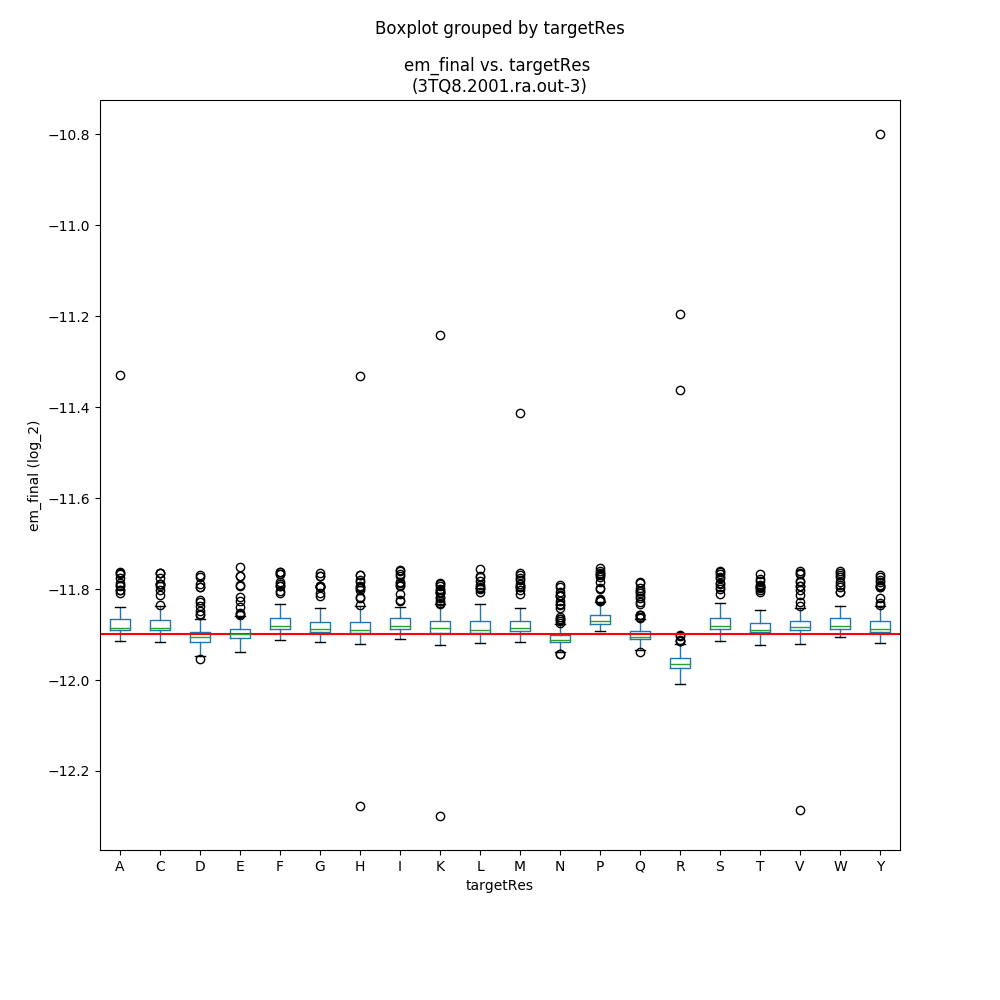 Boxplot grouped by targetRes
em_final vs. targetRes
(3TQ8.2001.ra.out-3)
−10.8
−11.0
−11.2
−11.4
−11.6
−11.8
−12.0
−12.2
em_final (log_2)
A C D E F G H I K L M N P Q R S T V W Y
targetRes